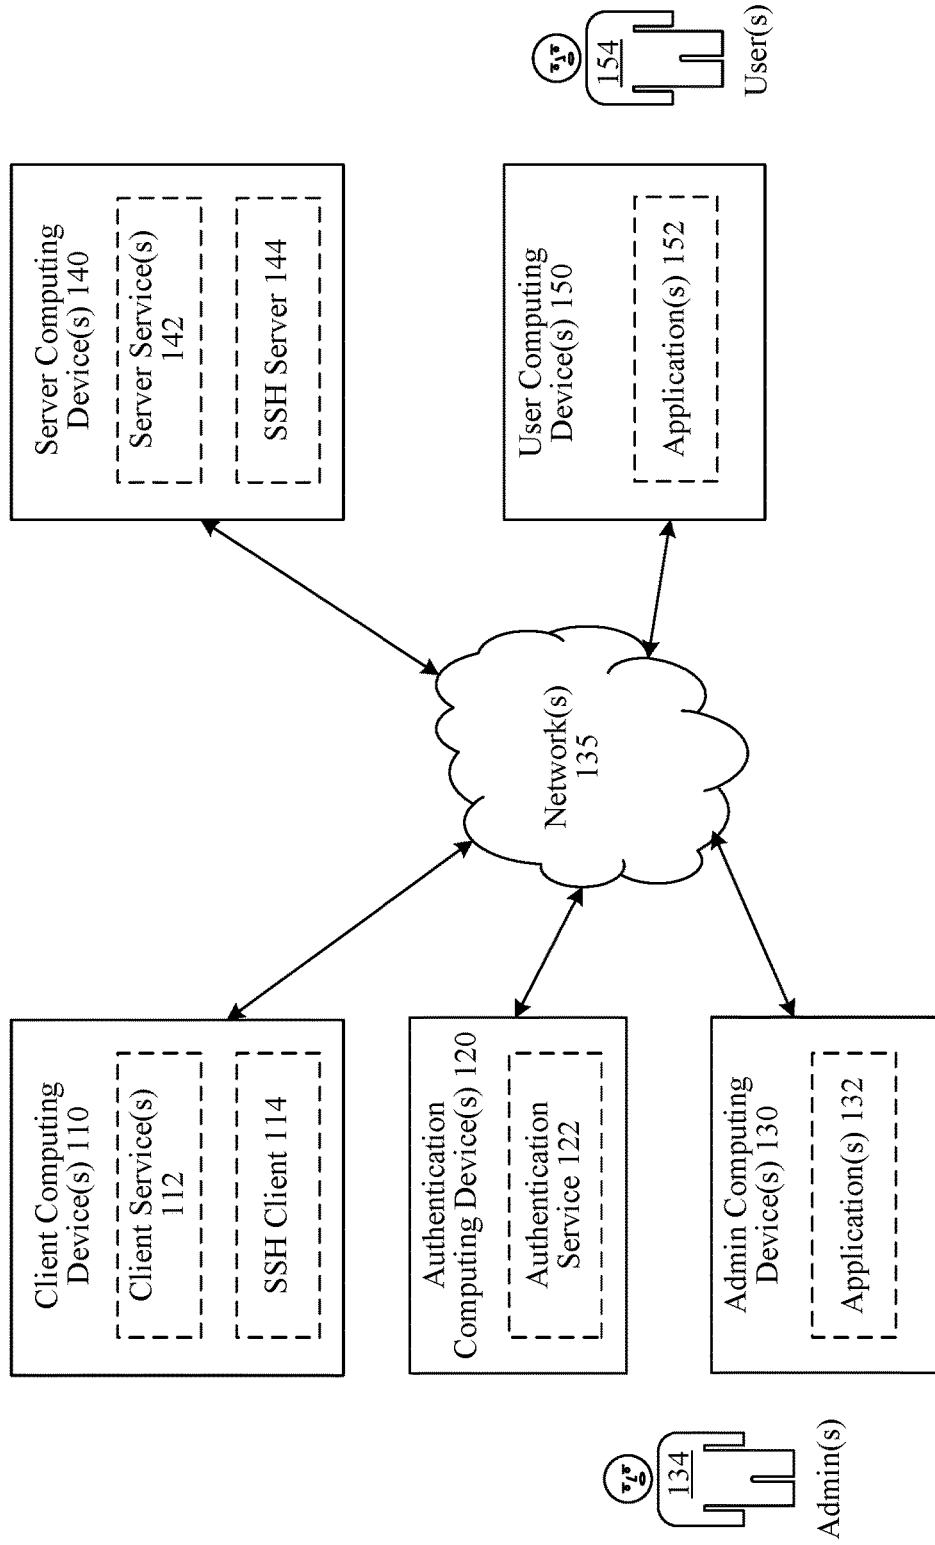 Client Computing
Device(s) 110
Client Service(s)
112
SSH Client 114
Server Computing
Device(s) 140
Server Service(s)
142
SSH Server 144
Authentication
Computing Device(s) 120
Authentication
Service 122
Network(s)
135
User Computing
Device(s) 150
Application(s) 152
154
User(s)
134
Admin(s)
Admin Computing
Device(s) 130
Application(s) 132